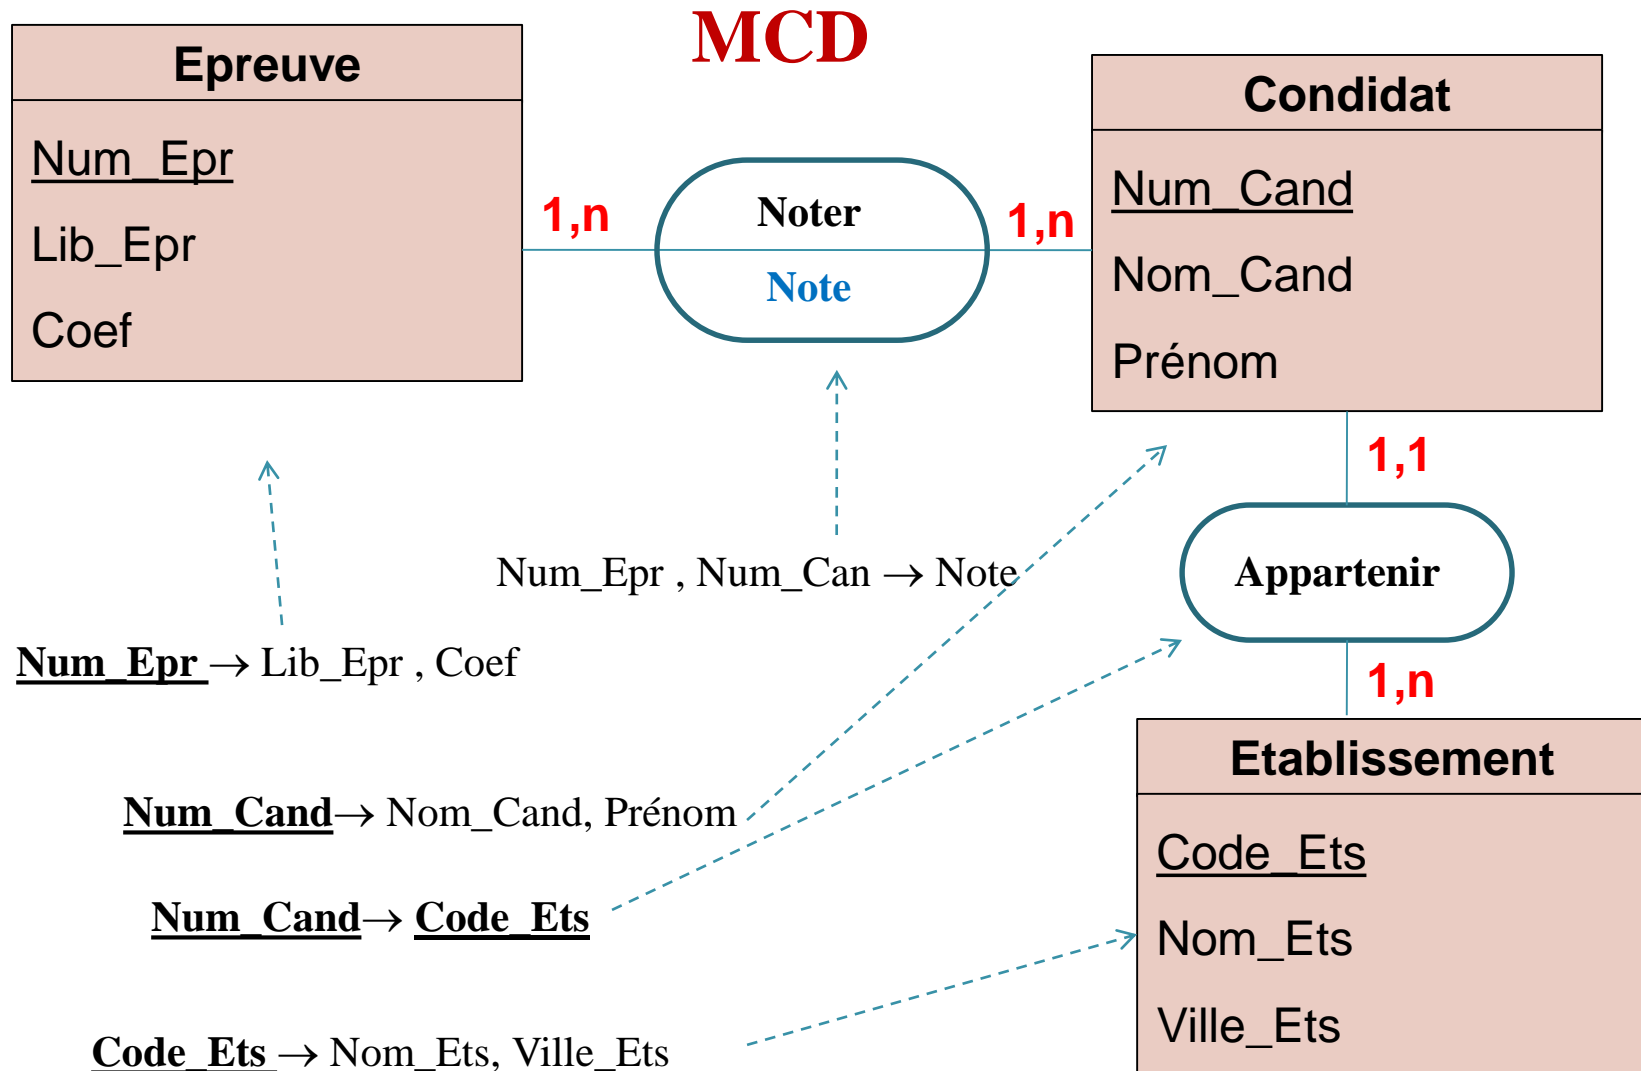 MCD
Epreuve
Num_Epr
Lib_Epr
Coef
1,n
Noter
Note
1,n
Condidat
Num_Cand
Nom_Cand
Prénom
1,1
Appartenir
1,n
Etablissement
Code_Ets
Nom_Ets
Ville_Ets
Num_Epr , Num_Can → Note
Num_Epr → Lib_Epr , Coef
Num_Cand→ Nom_Cand, Prénom
Num_Cand→ Code_Ets
Code_Ets → Nom_Ets, Ville_Ets